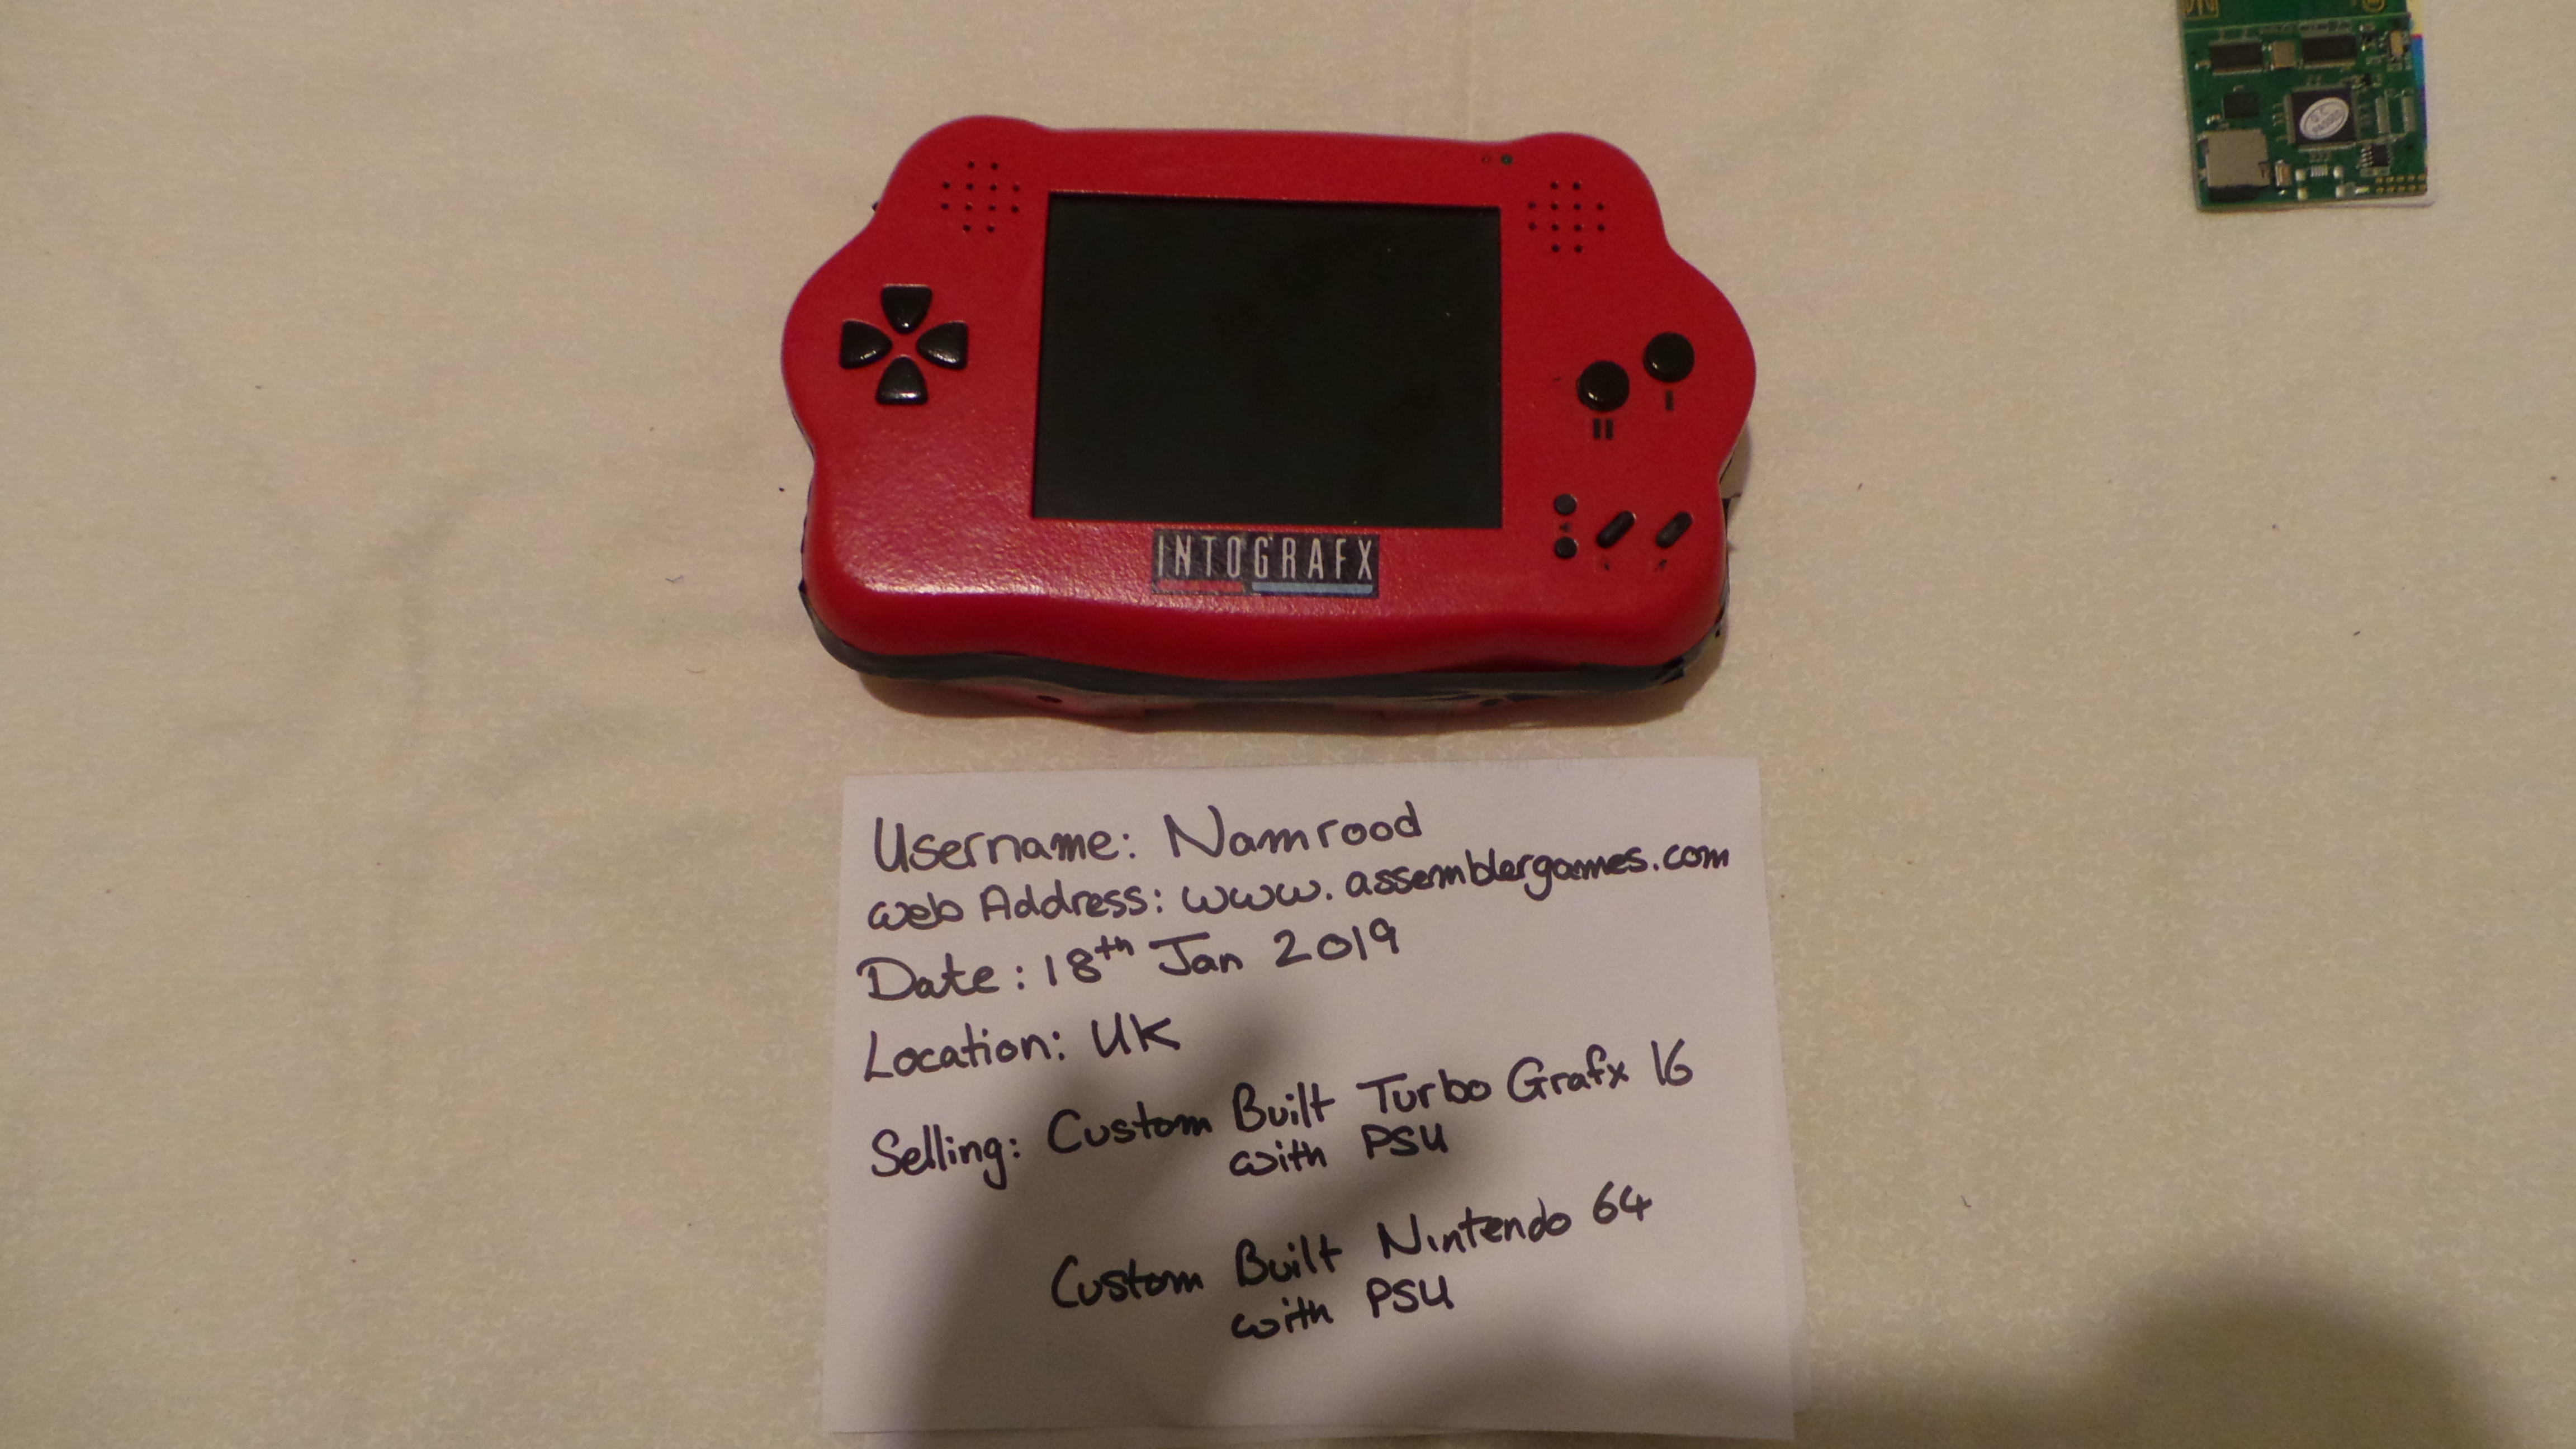 INTOGRAFX
II
I
Username: Namrood
Web Address: www.assemblergames.com
Date: 18th Jan 2019
Location: UK
Selling: Custom Built Turbo Grafx 16
with PSU
Custom Built Nintendo 64
with PSU